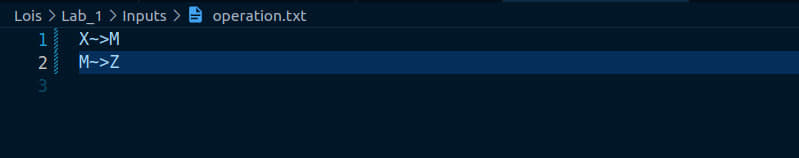 Lois > Lab_1 > Inputs > operation.txt
1 X~>M
2 M~>Z
3